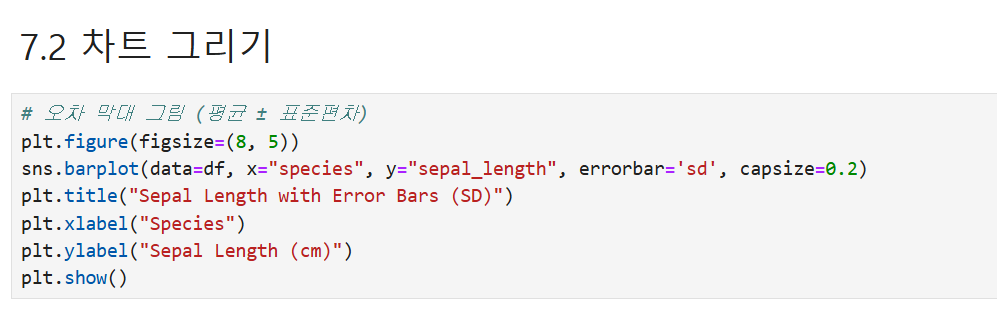 7.2 차트 그리기
# 오차 막대 그림 (평균 ± 표준편차)
plt.figure(figsize=(8, 5))
sns.barplot(data=df, x="species", y="sepal_length", errorbar='sd', capsize=0.2)
plt.title("Sepal Length with Error Bars (SD)")
plt.xlabel("Species")
plt.ylabel("Sepal Length (cm)")
plt.show()